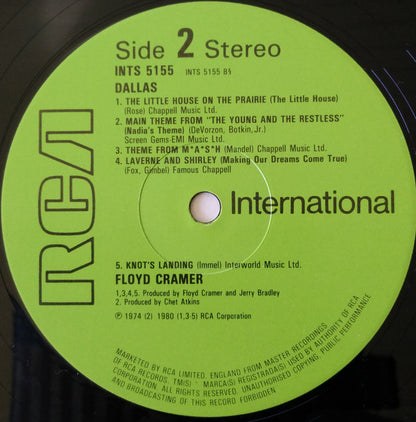 Side 2 Stereo
INTS 5155 INTS 5155 B§
DALLAS
1. THE LITTLE HOUSE ON THE PRAIRIE (The Little House)
(Rose) Chappell Music Ltd.
2. MAIN THEME FROM "THE YOUNG AND THE RESTLESS"
(Nadia's Theme) (DeVorzon, Botkin, Jr.)
Screen Gems-EMI Music Ltd.
3. THEME FROM M*A*S*H (Mandel) Chappell Music Ltd.
4. LAVERNE AND SHIRLEY (Making Our Dreams Come True)
(Fox, Gimbel) Famous Chappell
RCA
International
5. KNOT'S LANDING (Immel) Interworld Music Ltd.
FLOYD CRAMER
1,3,4,5. Produced by Floyd Cramer and Jerry Bradley
2. Produced by Chet Atkins
℗ 1974 (2) 1980 (1,3-5) RCA Corporation
MARKETED BY RCA LIMITED. ENGLAND FROM MASTER RECORDINGS
OF RCA RECORDS. TM(S) ® MARCA(S) REGISTRADA(S) USED BY AUTHORITY OF RCA
CORPORATION. ALL RIGHTS RESERVED. UNAUTHORISED COPYING, PUBLIC PERFORMANCE
AND BROADCASTING OF THIS RECORD FORBIDDEN